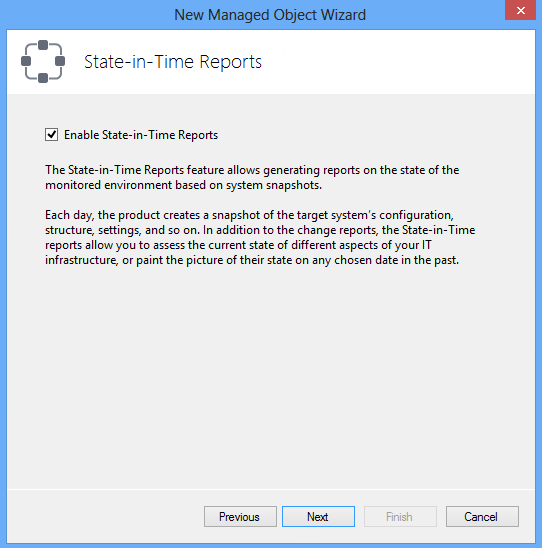 New Managed Object Wizard
State-in-Time Reports
Enable State-in-Time Reports
The State-in-Time Reports feature allows generating reports on the state of the
monitored environment based on system snapshots.
Each day, the product creates a snapshot of the target system's configuration,
structure, settings, and so on. In addition to the change reports, the State-in-Time
reports allow you to assess the current state of different aspects of your IT
infrastructure, or paint the picture of their state on any chosen date in the past.
Previous Next Finish Cancel